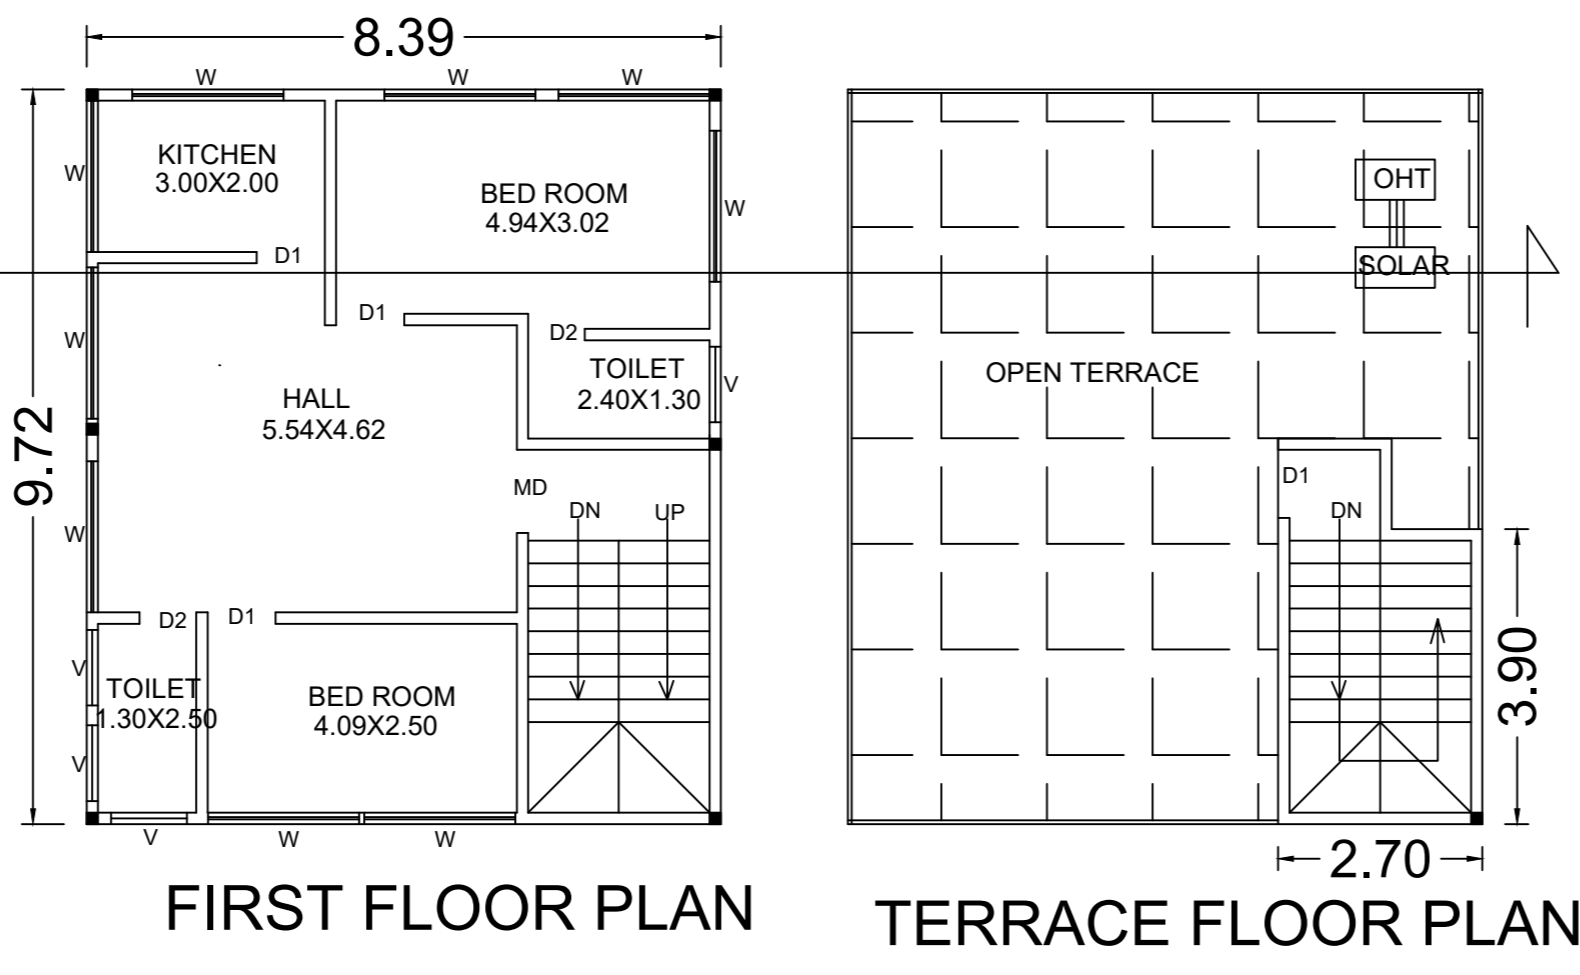 8.39
W
W
W
KITCHEN
3.00X2.00
W
BED ROOM
4.94X3.02
W
D1
D1
D2
W
TOILET
2.40X1.30
V
HALL
5.54X4.62
9.72
MD
DN
UP
W
D2
D1
V
TOILET
1.30X2.50
BED ROOM
4.09X2.50
V
V
W
W
FIRST FLOOR PLAN
OHT
SOLAR
OPEN TERRACE
D1
DN
3.90
2.70
TERRACE FLOOR PLAN